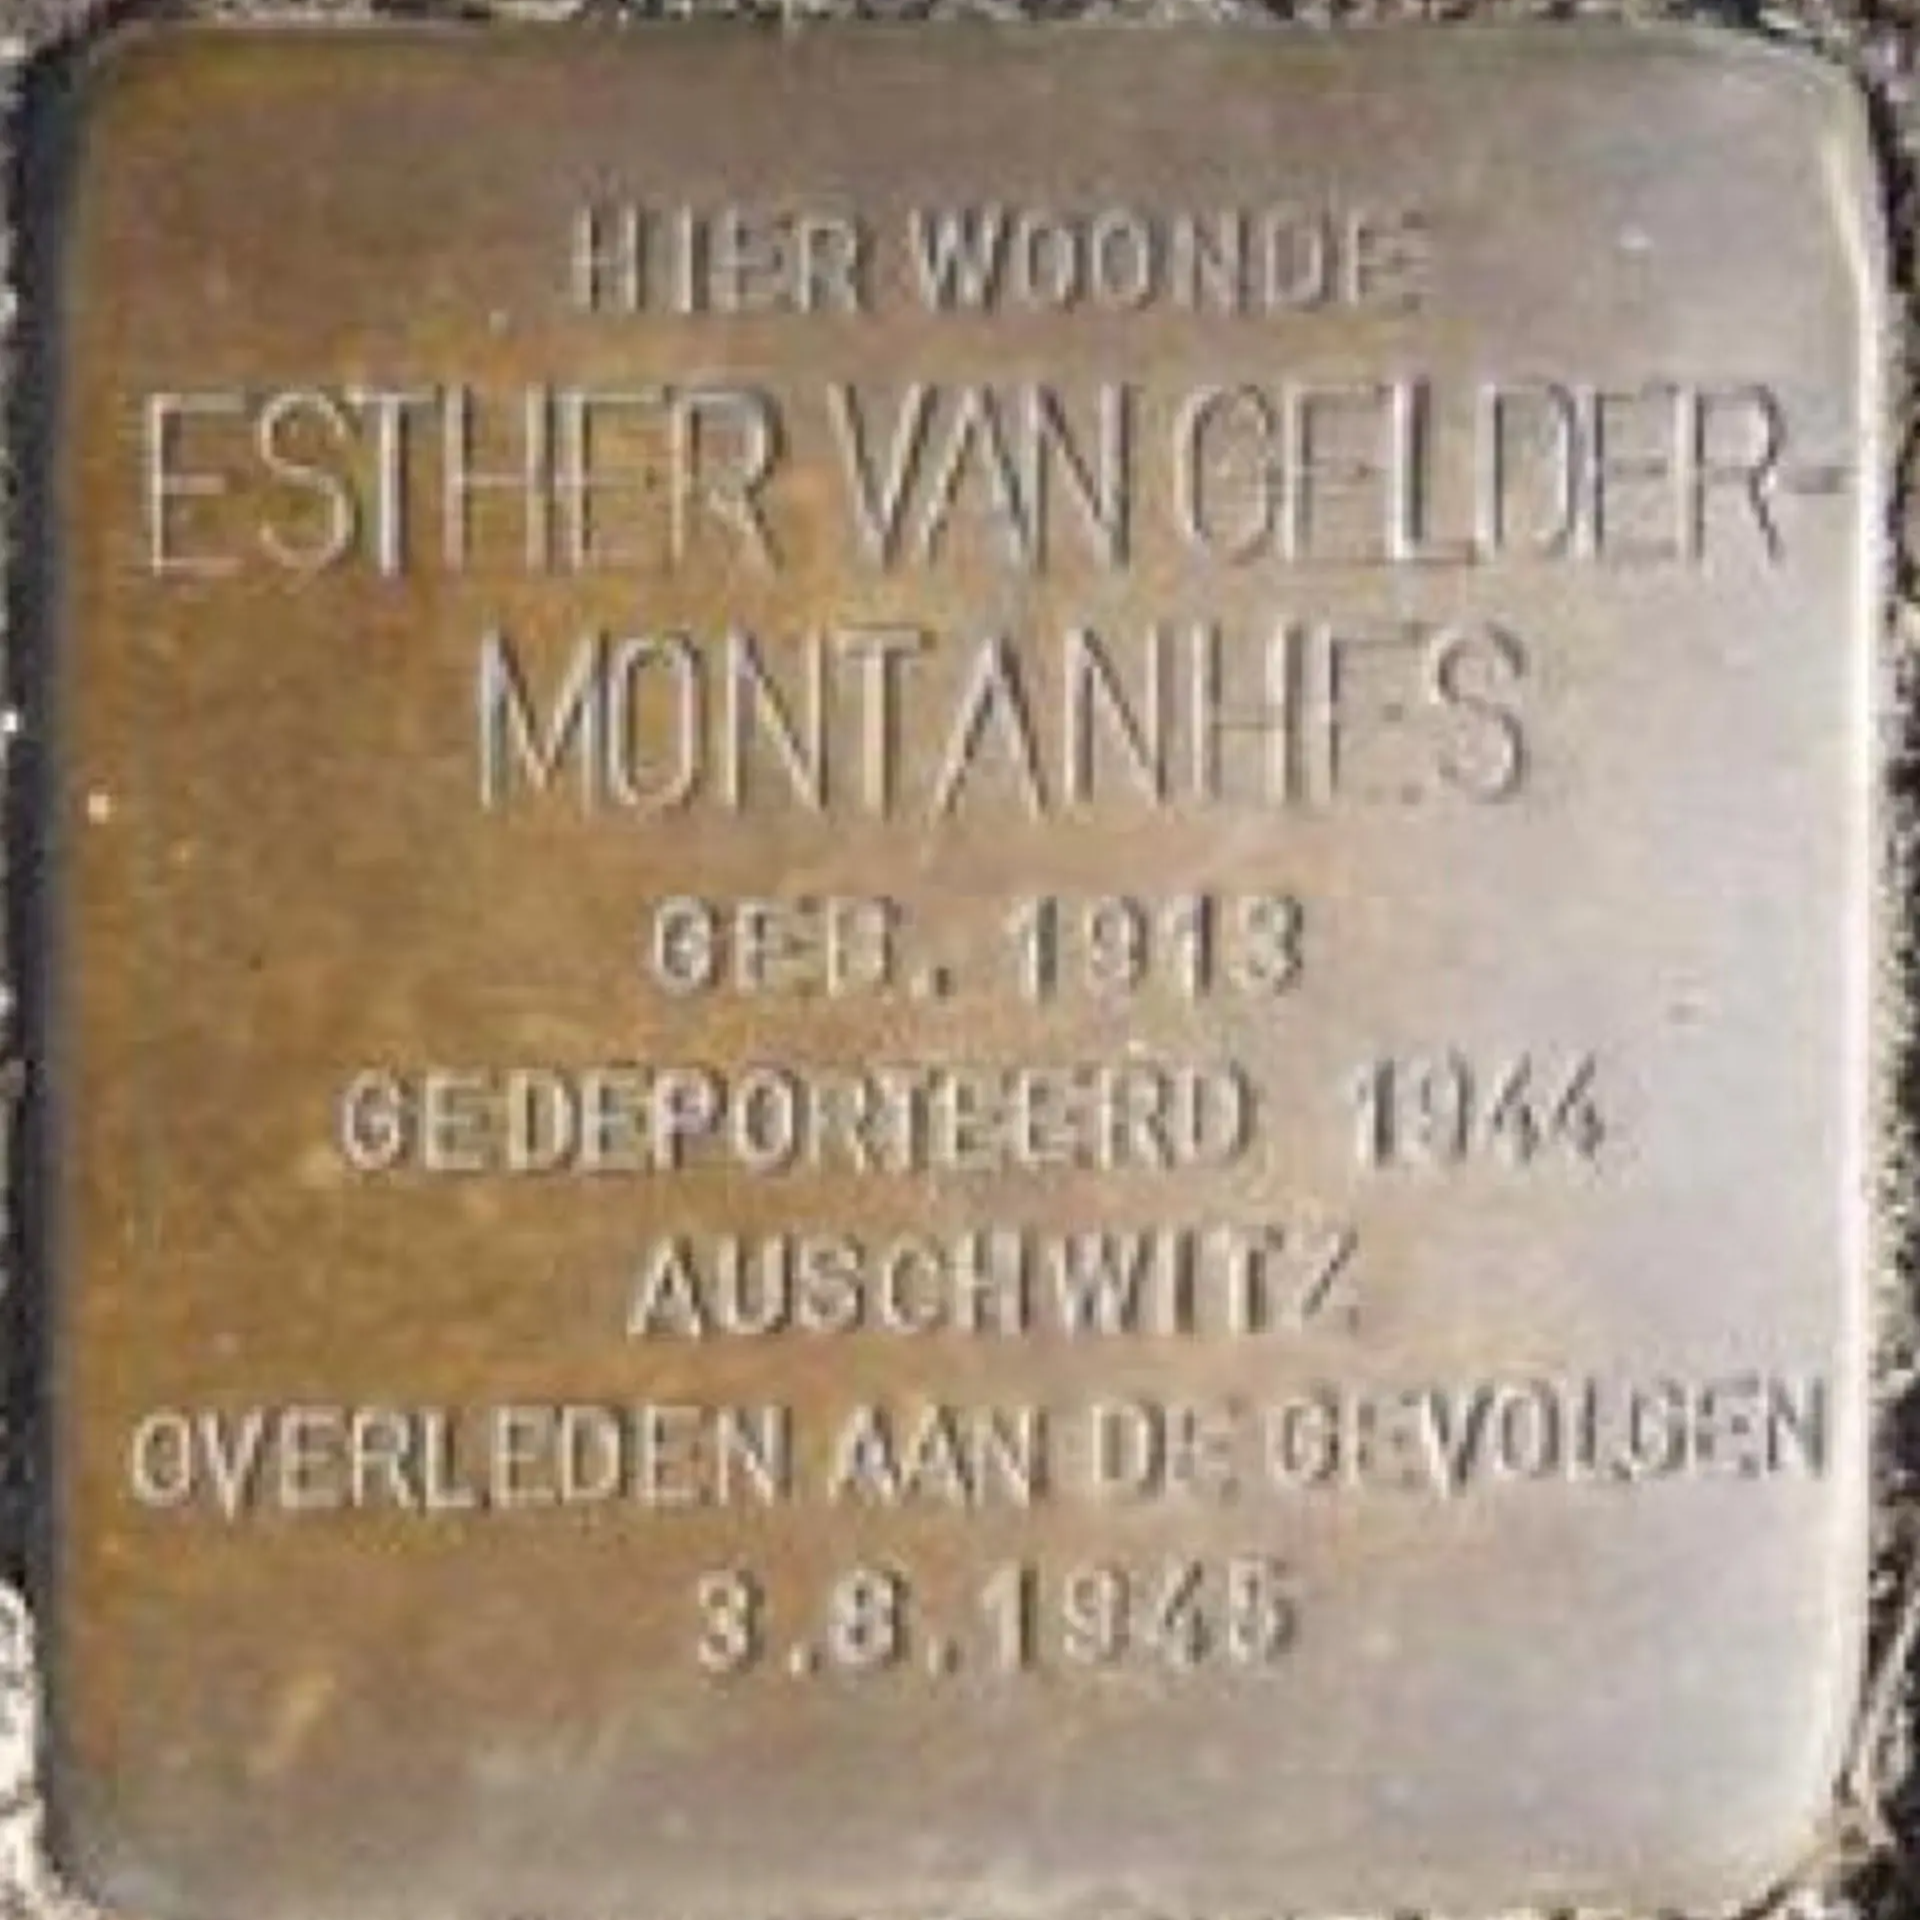 HIER WOONDE
ESTHER VAN GELDER-
MONTANHES
GEB. 1913
GEDEPORTEERD 1944
AUSCHWITZ
OVERLEDEN AAN DE GEVOLGEN
3.8.1945